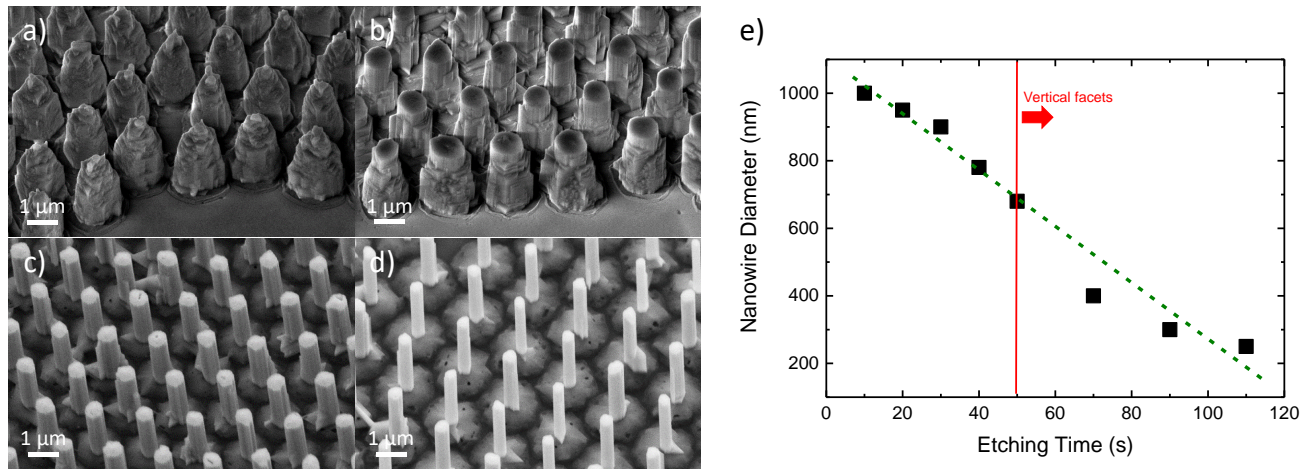 a)
b)
1 μm
1 μm
c)
d)
1 μm
1 μm
e)
Nanowire Diameter (nm)
1000
800
600
400
200
Vertical facets
0 20 40 60 80 100 120
Etching Time (s)